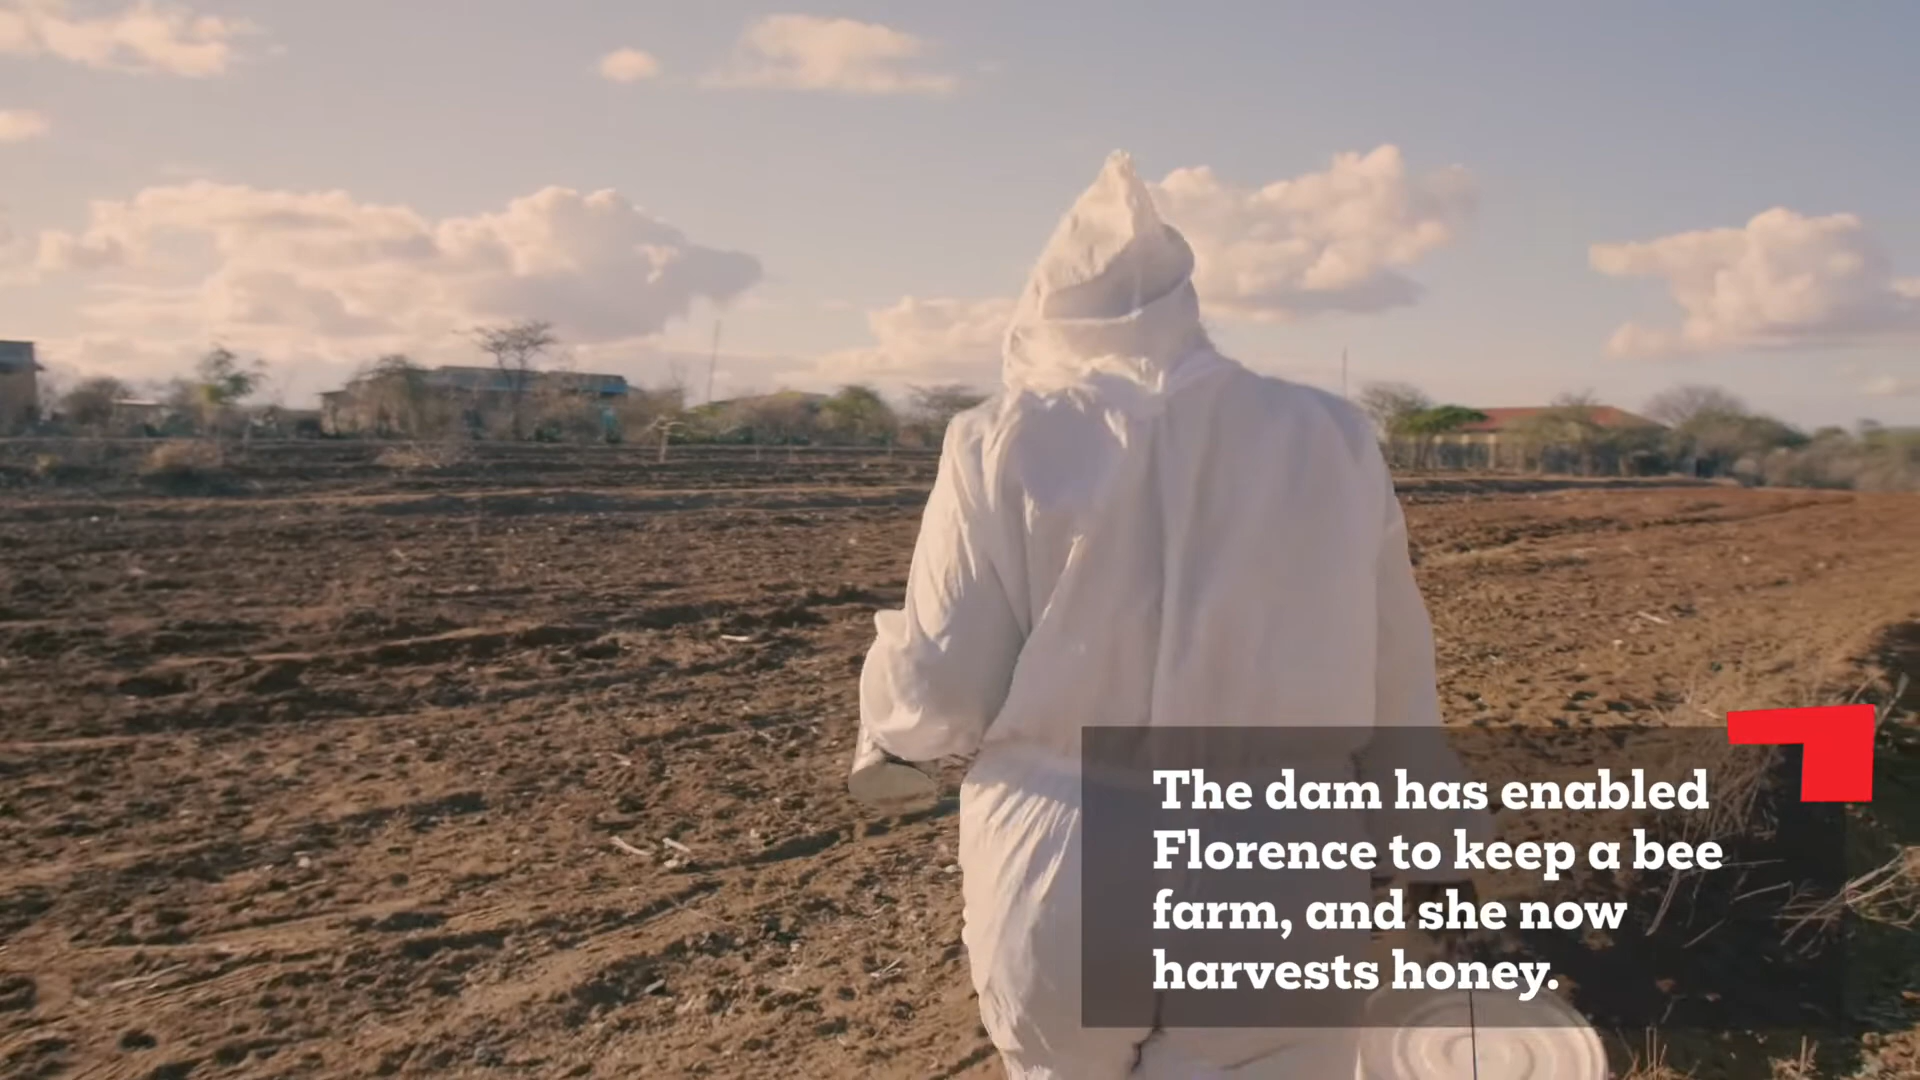 The dam has enabled
Florence to keep a bee
farm, and she now
harvests honey.